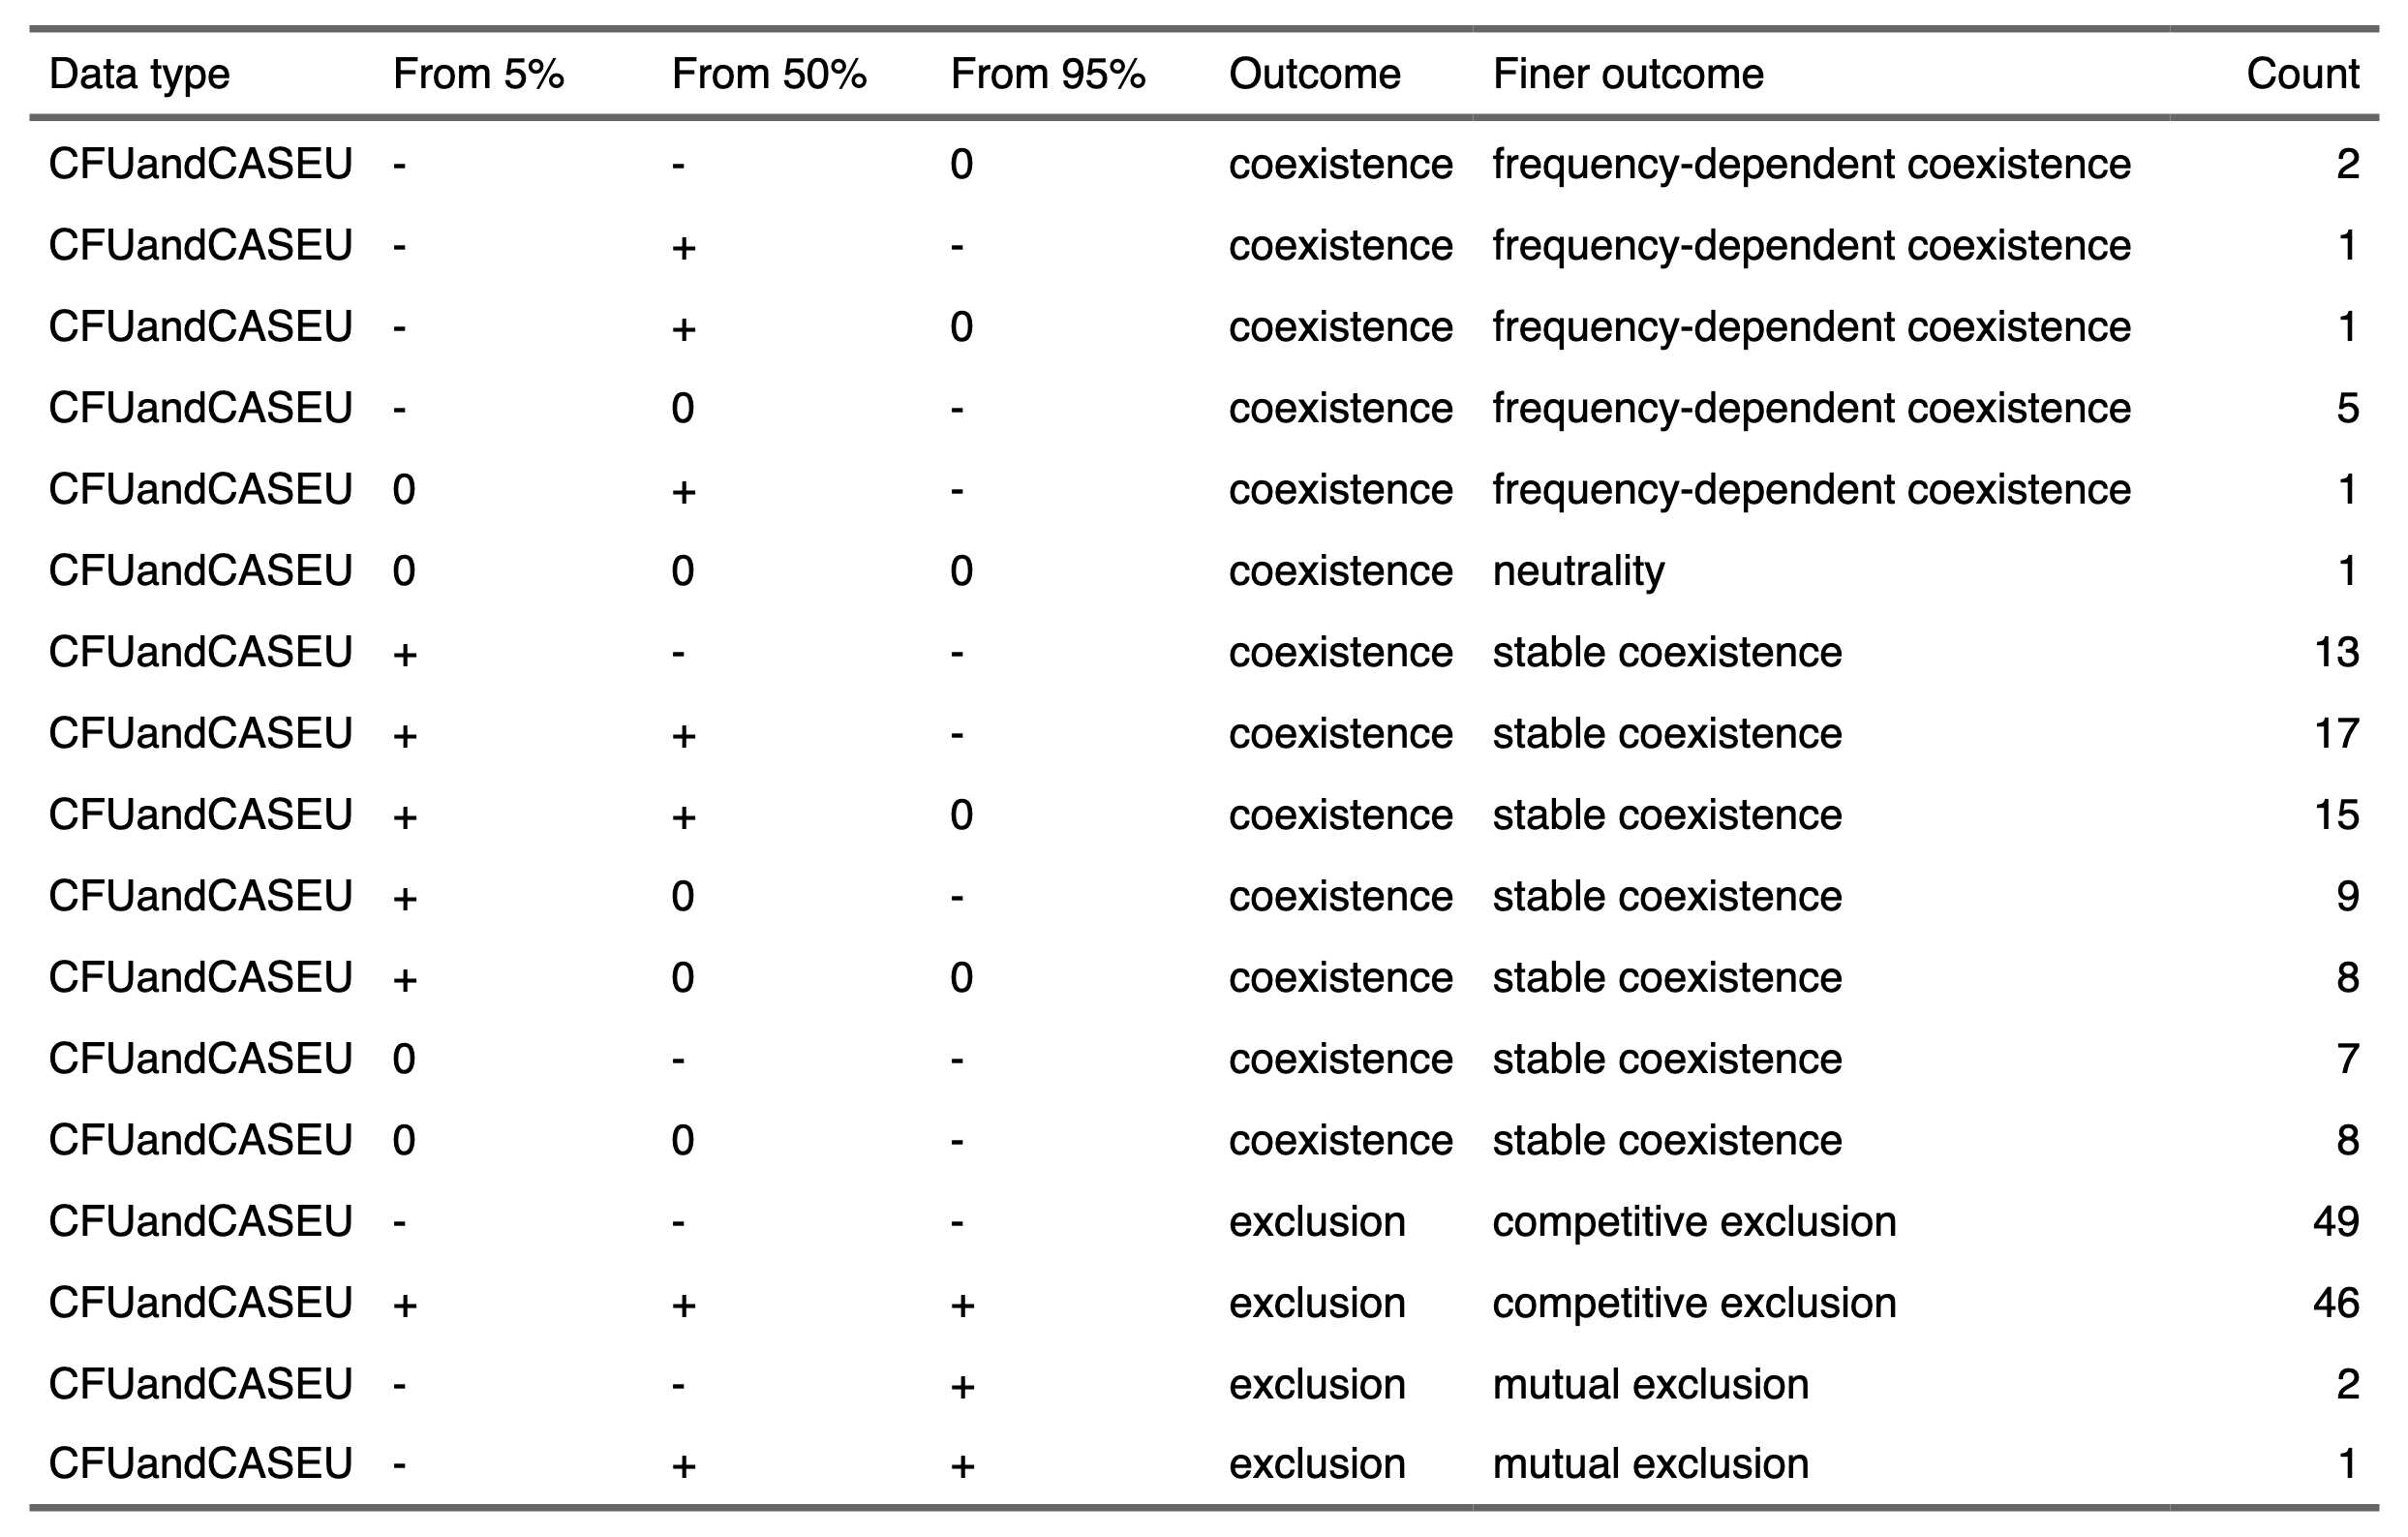 Data type From 5% From 50% From 95% Outcome Finer outcome Count
CFUandCASEU - - 0 coexistence frequency-dependent coexistence 2
CFUandCASEU - + - coexistence frequency-dependent coexistence 1
CFUandCASEU - + 0 coexistence frequency-dependent coexistence 1
CFUandCASEU - 0 - coexistence frequency-dependent coexistence 5
CFUandCASEU 0 + - coexistence frequency-dependent coexistence 1
CFUandCASEU 0 0 0 coexistence neutrality 1
CFUandCASEU + - - coexistence stable coexistence 13
CFUandCASEU + + - coexistence stable coexistence 17
CFUandCASEU + + 0 coexistence stable coexistence 15
CFUandCASEU + 0 - coexistence stable coexistence 9
CFUandCASEU + 0 0 coexistence stable coexistence 8
CFUandCASEU 0 - - coexistence stable coexistence 7
CFUandCASEU 0 0 - coexistence stable coexistence 8
CFUandCASEU - - - exclusion competitive exclusion 49
CFUandCASEU + + + exclusion competitive exclusion 46
CFUandCASEU - - + exclusion mutual exclusion 2
CFUandCASEU - + + exclusion mutual exclusion 1